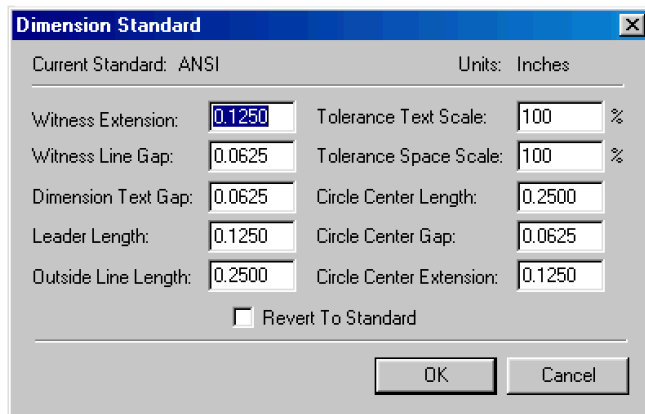 Dimension Standard
Current Standard: ANSI Units: Inches
Witness Extension: 0.1250 Tolerance Text Scale: 100 %
Witness Line Gap: 0.0625 Tolerance Space Scale: 100 %
Dimension Text Gap: 0.0625 Circle Center Length: 0.2500
Leader Length: 0.1250 Circle Center Gap: 0.0625
Outside Line Length: 0.2500 Circle Center Extension: 0.1250
Revert To Standard
OK Cancel